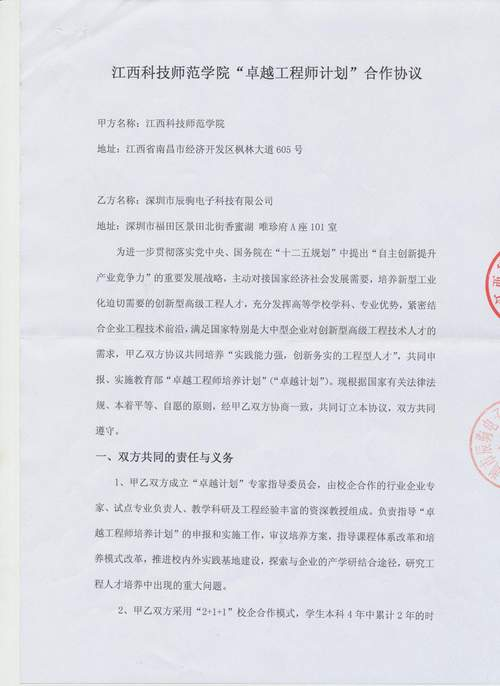 江西科技师范学院“卓越工程师计划”合作协议
甲方名称：江西科技师范学院
地址：江西省南昌市经济开发区枫林大道605号
乙方名称：深圳市辰驹电子科技有限公司
地址：深圳市福田区景田北街香蜜湖 唯珍府A座101室
为进一步贯彻落实党中央、国务院在“十二五规划”中提出“自主创新提升
产业竞争力”的重要发展战略，主动对接国家经济社会发展需要，培养新型工业
化迫切需要的创新型高级工程人才，充分发挥高等学校学科、专业优势，紧密结
合企业工程技术前沿，满足国家特别是大中型企业对创新型高级工程技术人才的
需求，甲乙双方协议共同培养“实践能力强，创新务实的工程型人才”，共同申
报、实施教育部“卓越工程师培养计划”（“卓越计划”）。现根据国家有关法律法
规、本着平等、自愿的原则，经甲乙双方协商一致，共同订立本协议，双方共同
遵守。
一、双方共同的责任与义务
1、甲乙双方成立“卓越计划”专家指导委员会，由校企合作的行业企业专
家、试点专业负责人、教学科研及工程经验丰富的资深教授组成。负责指导“卓
越工程师培养计划”的申报和实施工作，审议培养方案，指导课程体系改革和培
养模式改革，推进校内外实践基地建设，探索与企业的产学研结合途径，研究工
程人才培养中出现的重大问题。
2、甲乙双方采用“2+1+1”校企合作模式，学生本科4年中累计2年的时